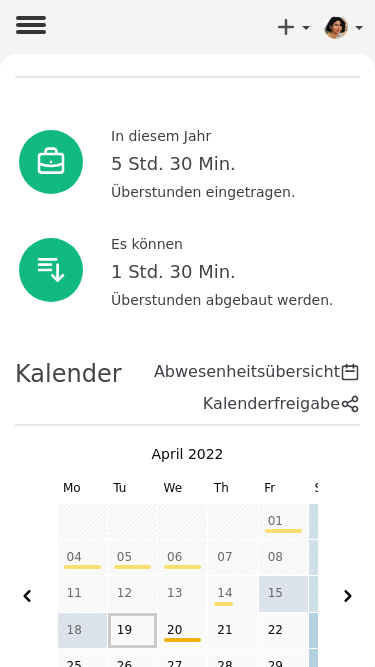 In diesem Jahr
5 Std. 30 Min.
Überstunden eingetragen.
Es können
1 Std. 30 Min.
Überstunden abgebaut werden.
Kalender
Abwesenheitsübersicht
Kalenderfreigabe
April 2022
Mo Tu We Th Fr
01
04 05 06 07 08
11 12 13 14 15
18 19 20 21 22
25 26 27 28 29